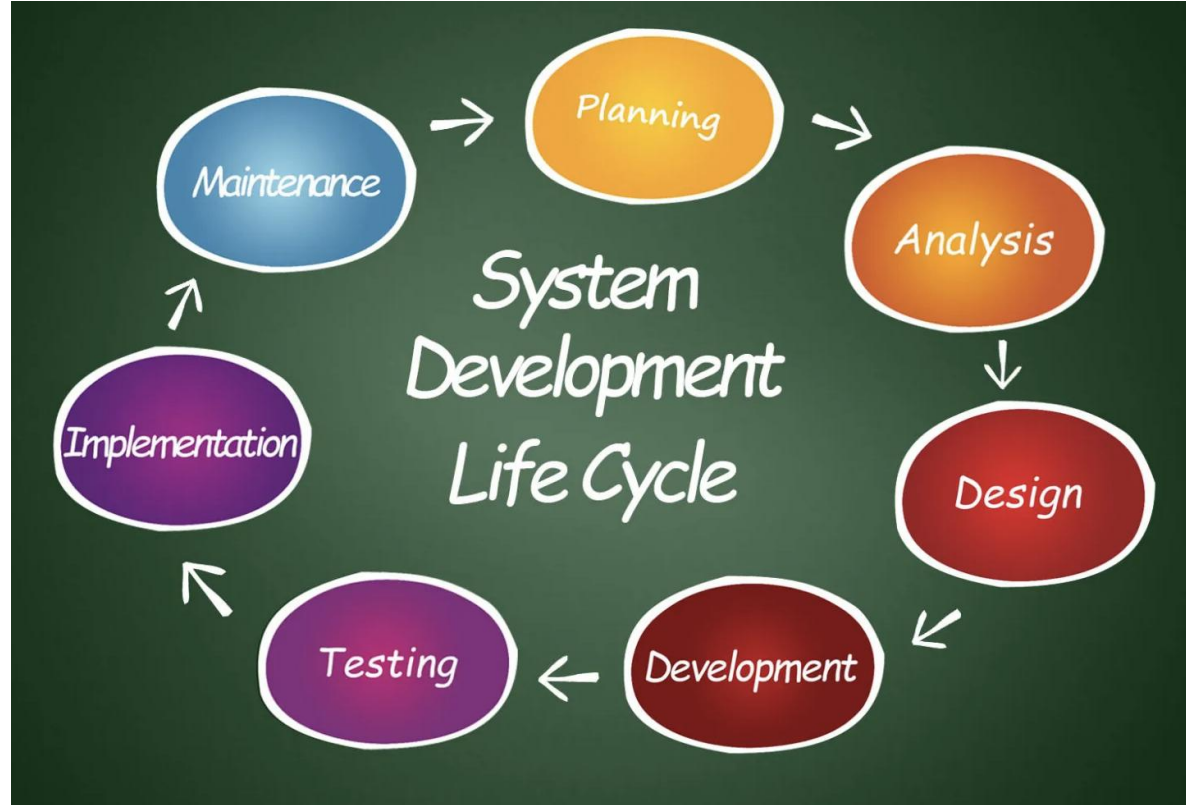 System
Development
Life Cycle
Planning
Analysis
Design
Development
Testing
Implementation
Maintenance